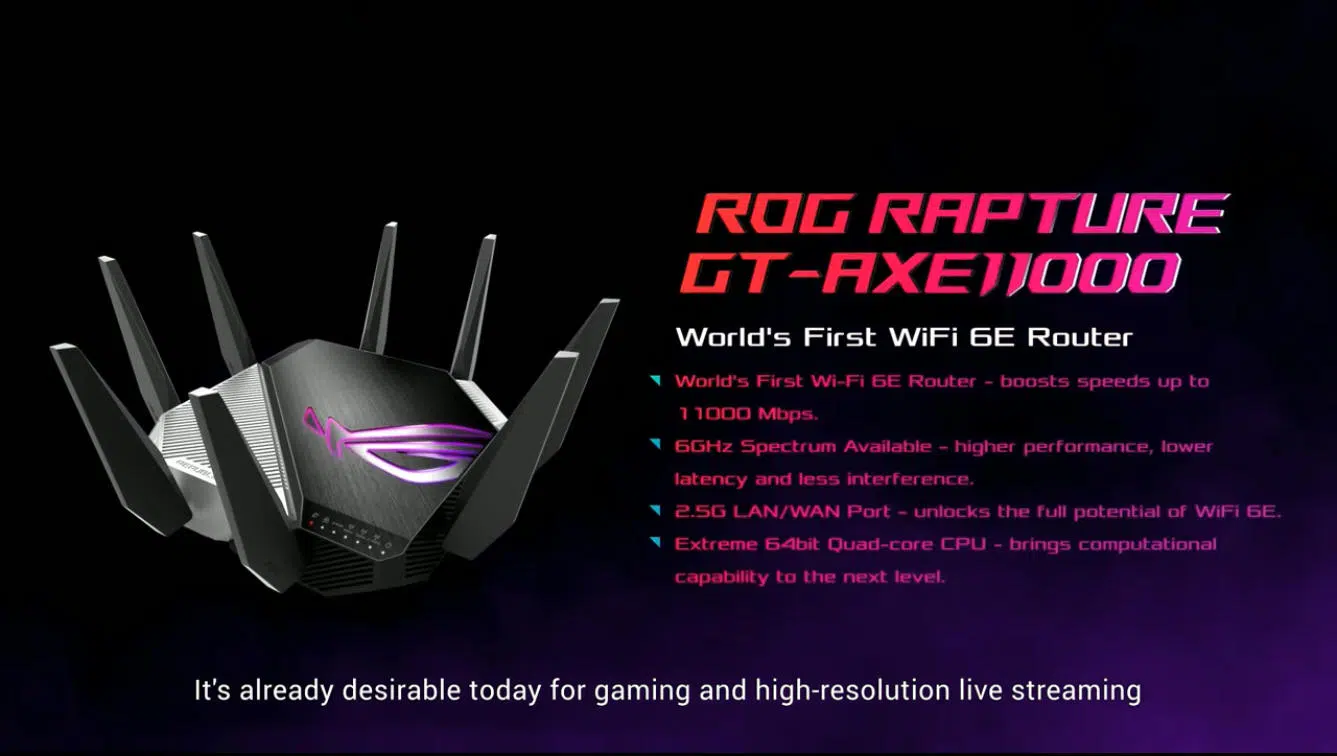 ROG RAPTURE
GT-AXE11000
World's First WiFi 6E Router
World's First Wi-Fi 6E Router - boosts speeds up to
11000 Mbps.
6GHz Spectrum Available - higher performance, lower
latency and less interference.
2.5G LAN/WAN Port - unlocks the full potential of WiFi 6E.
Extreme 64bit Quad-core CPU - brings computational
capability to the next level.
It's already desirable today for gaming and high-resolution live streaming